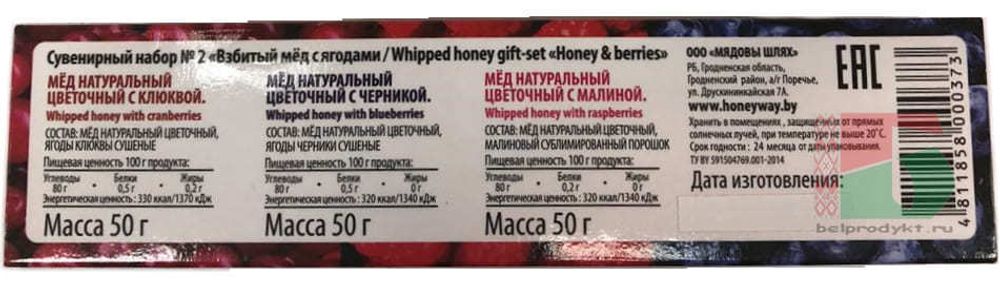 Сувенирный набор № 2 «Взбитый мёд с ягодами / Whipped honey gift-set «Honey & berries»
МЁД НАТУРАЛЬНЫЙ
ЦВЕТОЧНЫЙ С КЛЮКВОЙ.
Whipped honey with cranberries
СОСТАВ: МЁД НАТУРАЛЬНЫЙ ЦВЕТОЧНЫЙ,
ЯГОДЫ КЛЮКВЫ СУШЕНЫЕ
Пищевая ценность 100 г продукта:
Углеводы • Белки • Жиры
80 г 0,5 г 0,2 г
Энергетическая ценность: 330 ккал/1370 кДж
Масса 50 г
МЁД НАТУРАЛЬНЫЙ
ЦВЕТОЧНЫЙ С ЧЕРНИКОЙ.
Whipped honey with blueberries
СОСТАВ: МЁД НАТУРАЛЬНЫЙ ЦВЕТОЧНЫЙ,
ЯГОДЫ ЧЕРНИКИ СУШЕНЫЕ
Пищевая ценность 100 г продукта:
Углеводы • Белки • Жиры
80 г 0.5 г 0 г
Энергетическая ценность: 320 ккал/1340 кДж
Масса 50 г
МЁД НАТУРАЛЬНЫЙ
ЦВЕТОЧНЫЙ С МАЛИНОЙ.
Whipped honey with raspberries
СОСТАВ: МЁД НАТУРАЛЬНЫЙ ЦВЕТОЧНЫЙ,
МАЛИНОВЫЙ СУБЛИМИРОВАННЫЙ ПОРОШОК
Пищевая ценность 100 г продукта:
Углеводы • Белки • Жиры
80 г 0.5 г 0 г
Энергетическая ценность: 320 ккал/1340 кДж
Масса 50 г
ООО «МЯДОВЫ ШЛЯХ»
РБ, Гродненская область,
Гродненский район, а/г Поречье,
ул. Друскининкайская 7А.
www.honeyway.by
Хранить в помещениях, защищенных от прямых
солнечных лучей, при температуре не выше 20˚С.
Срок годности: 24 месяца от даты упаковывания.
TУ BY 591504769.001-2014
Дата изготовления:
EAC
4811858000373
belprodykt.ru